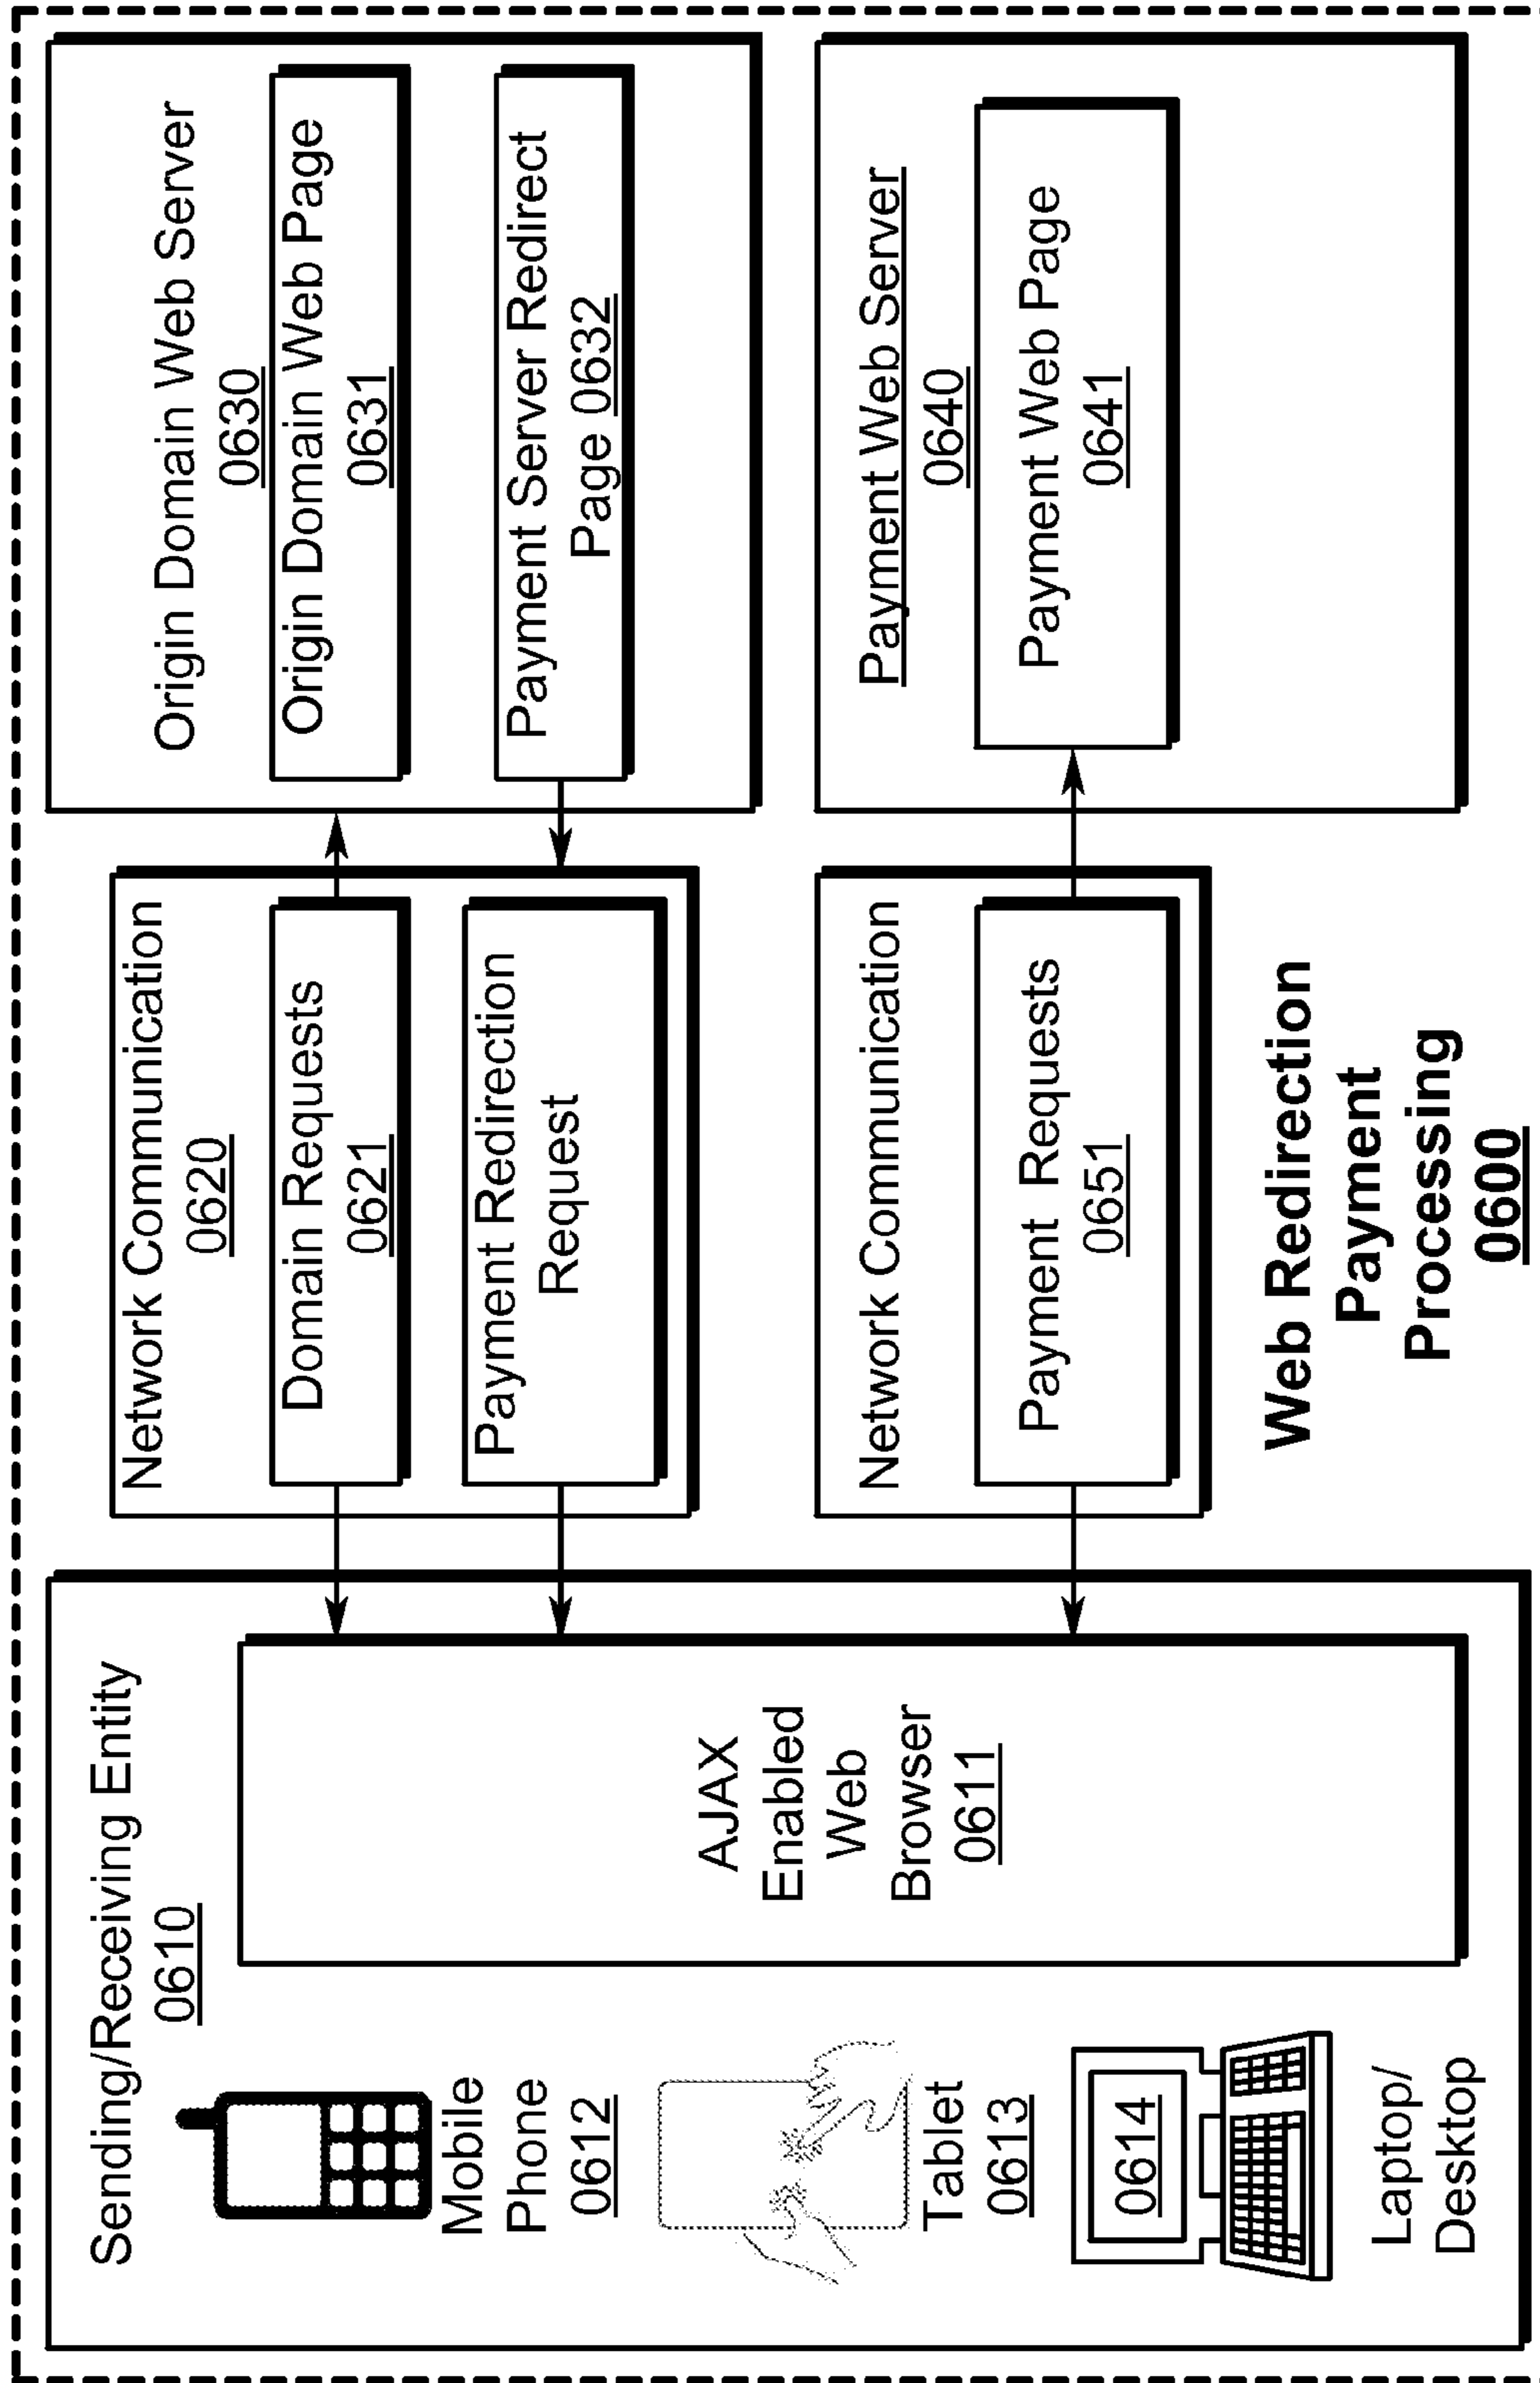 Sending/Receiving Entity
0610
Mobile
Phone
0612
Tablet
0613
0614
Laptop/
Desktop
AJAX
Enabled
Web
Browser
0611
Network Communication
0620
Domain Requests
0621
Payment Redirection
Request
Network Communication
Payment Requests
0651
Web Redirection
Payment
Processing
0600
Origin Domain Web Server
0630
Origin Domain Web Page
0631
Payment Server Redirect
Page 0632
Payment Web Server
0640
Payment Web Page
0641